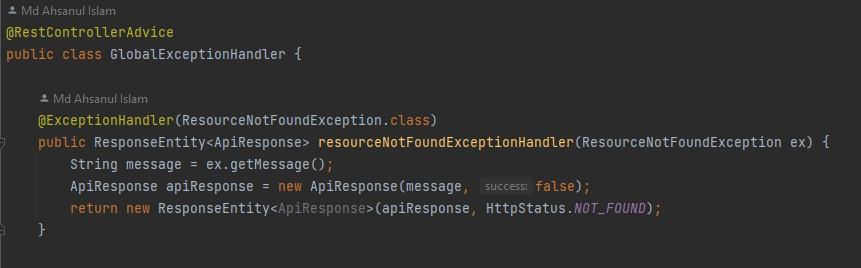 Md Ahsanul Islam
@RestControllerAdvice
public class GlobalExceptionHandler {
Md Ahsanul Islam
@ExceptionHandler(ResourceNotFoundException.class)
public ResponseEntity<ApiResponse> resourceNotFoundExceptionHandler(ResourceNotFoundException ex) {
String message = ex.getMessage();
ApiResponse apiResponse = new ApiResponse(message, success: false);
return new ResponseEntity<ApiResponse>(apiResponse, HttpStatus.NOT_FOUND);
}